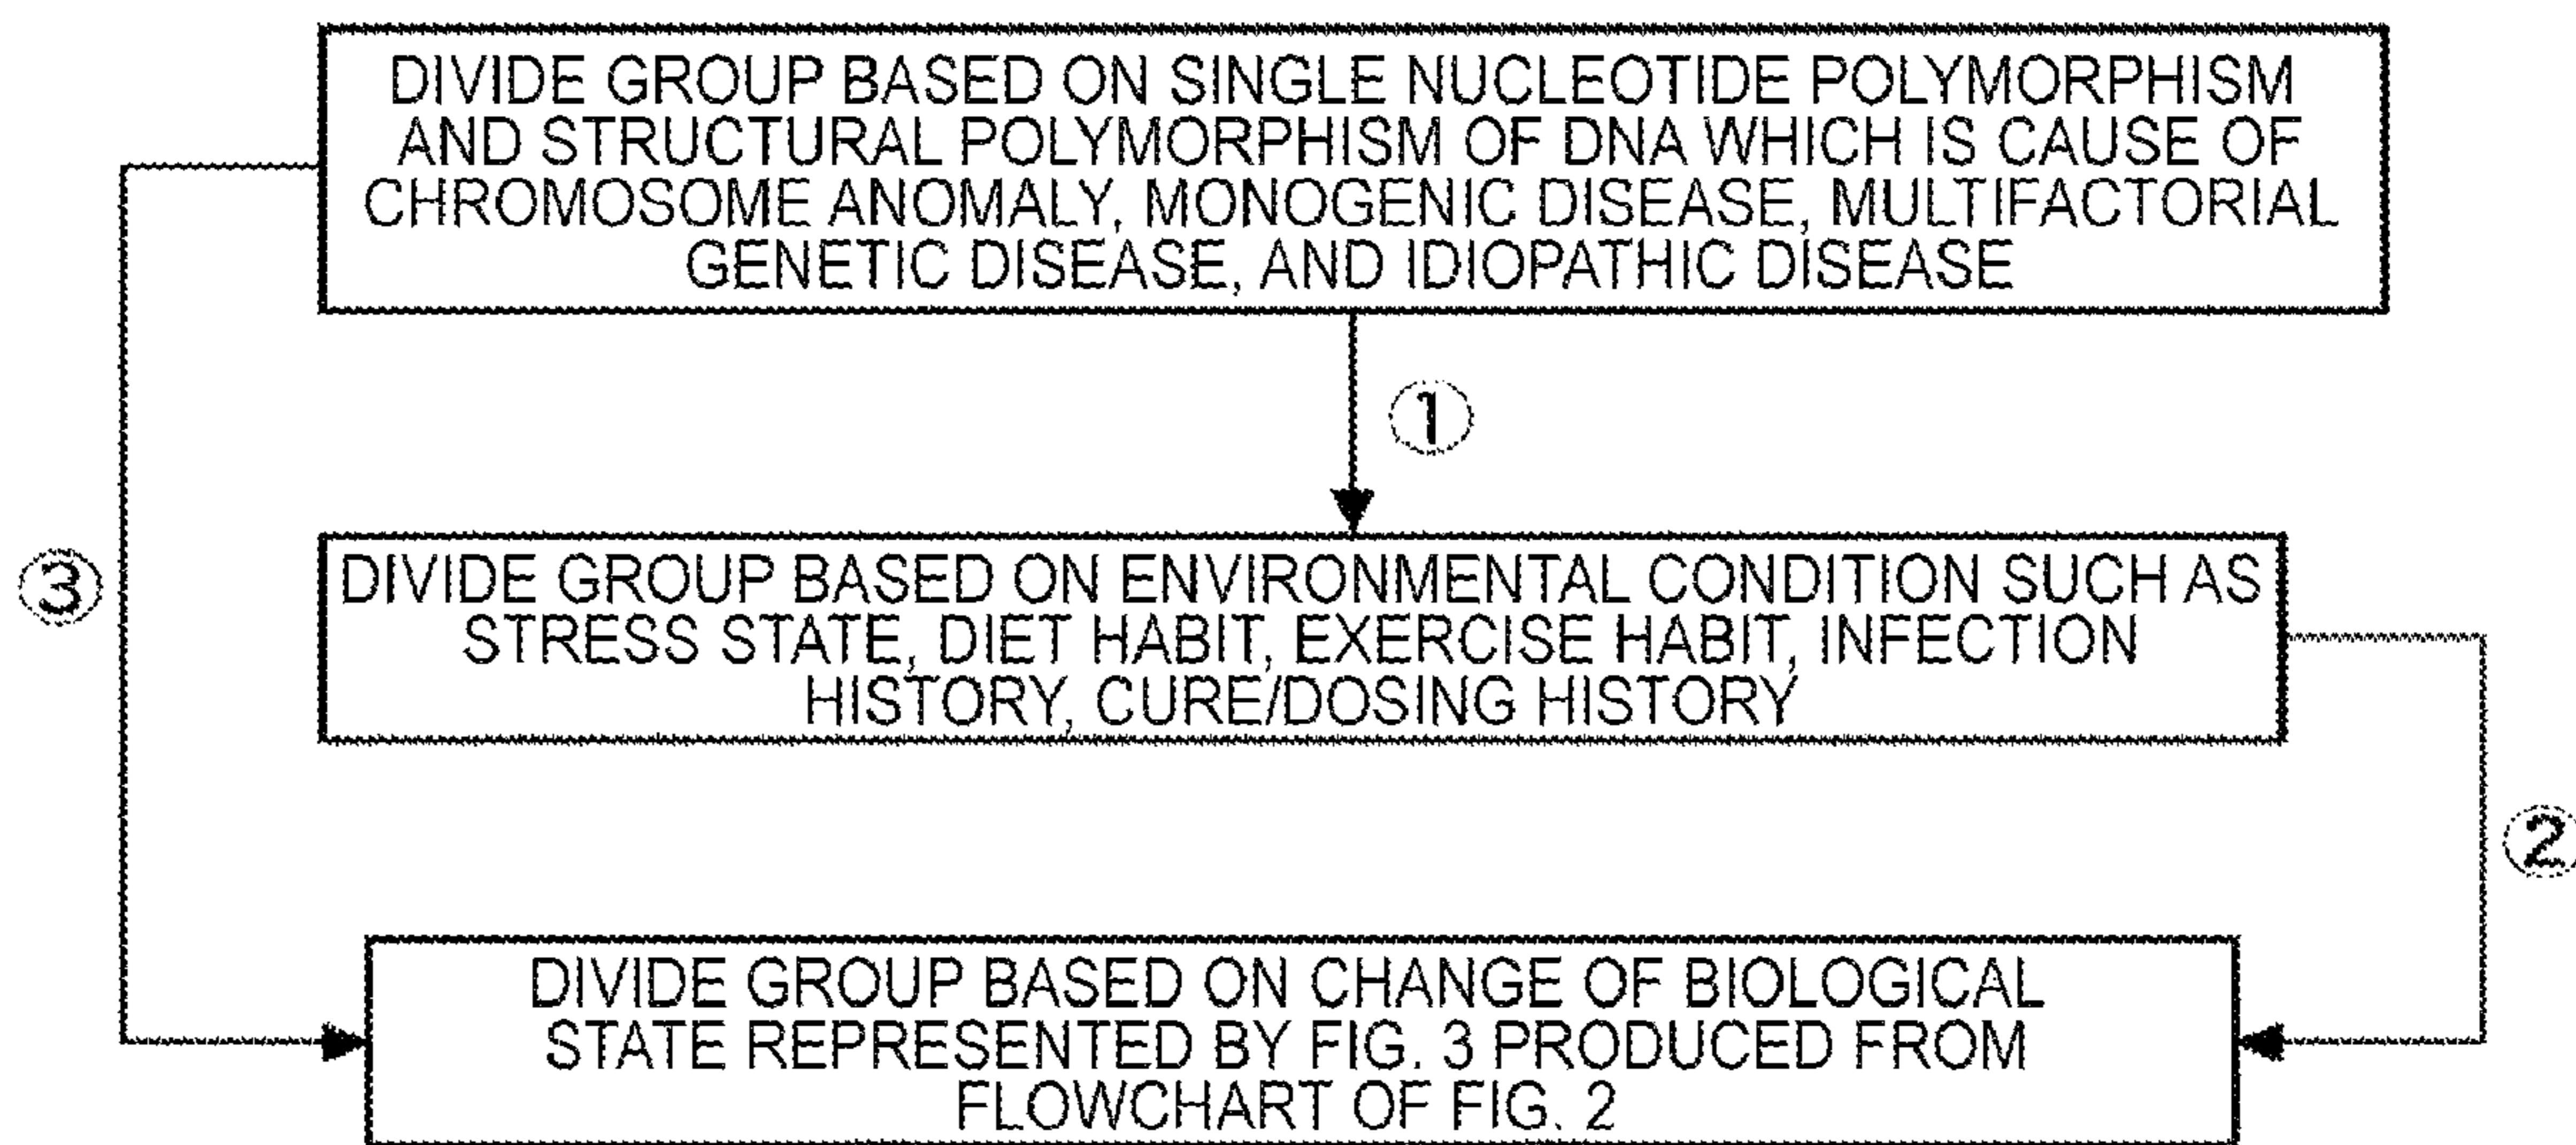 DIVIDE GROUP BASED ON SINGLE NUCLEOTIDE POLYMORPHISM
AND STRUCTURAL POLYMORPHISM OF DNA WHICH IS CAUSE OF
CHROMOSOME ANOMALY, MONOGENIC DISEASE, MULTIFACTORIAL
GENETIC DISEASE, AND IDIOPATHIC DISEASE
①
③
DIVIDE GROUP BASED ON ENVIRONMENTAL CONDITION SUCH AS
STRESS STATE, DIET HABIT, EXERCISE HABIT, INFECTION
HISTORY, CURE/DOSING HISTORY
②
DIVIDE GROUP BASED ON CHANGE OF BIOLOGICAL
STATE REPRESENTED BY FIG. 3 PRODUCED FROM
FLOWCHART OF FIG. 2